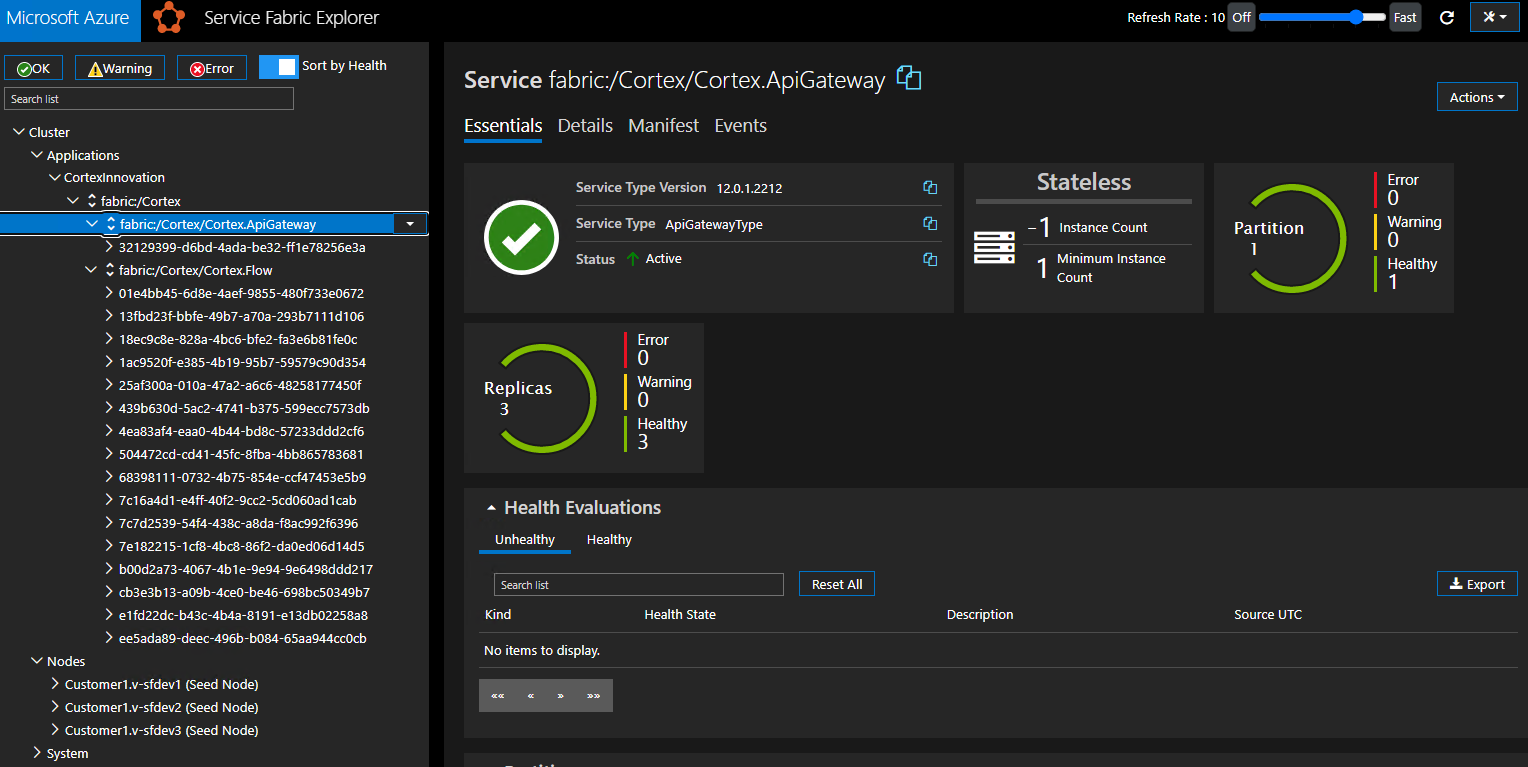 Microsoft Azure
Service Fabric Explorer
Refresh Rate : 10 Off Fast
OK Warning Error Sort by Health
Search list
Cluster
Applications
CortexInnovation
fabric:/Cortex
fabric:/Cortex/Cortex.ApiGateway
32129399-d6bd-4ada-be32-ff1e78256e3a
fabric:/Cortex/Cortex.Flow
01e4bb45-6d8e-4aef-9855-480f733e0672
13fbd23f-bbfe-49b7-a70a-293b7111d106
18ec9c8e-828a-4bc6-bfe2-fa3e6b81fe0c
1ac9520f-e385-4b19-95b7-59579c90d354
25af300a-010a-47a2-a6c6-48258177450f
439b630d-5ac2-4741-b375-599ecc7573db
4ea83af4-eaa0-4b44-bd8c-57233ddd2cf6
504472cd-cd41-45fc-8fba-4bb865783681
68398111-0732-4b75-854e-ccf47453e5b9
7c16a4d1-e4ff-40f2-9cc2-5cd060ad1cab
7c7d2539-54f4-438c-a8da-f8ac992f6396
7e182215-1cf8-4bc8-86f2-da0ed06d14d5
b00d2a73-4067-4b1e-9e94-9e6498ddd217
cb3e3b13-a09b-4ce0-be46-698bc50349b7
e1fd22dc-b43c-4b4a-8191-e13db02258a8
ee5ada89-deec-496b-b084-65aa944cc0cb
Nodes
Customer1.v-sfdev1 (Seed Node)
Customer1.v-sfdev2 (Seed Node)
Customer1.v-sfdev3 (Seed Node)
System
Service fabric:/Cortex/Cortex.ApiGateway
Actions
Essentials Details Manifest Events
Service Type Version 12.0.1.2212
Service Type ApiGatewayType
Status Active
Stateless
-1 Instance Count
1 Minimum Instance
Count
Partition
1
Error
0
Warning
0
Healthy
1
Replicas
3
Error
0
Warning
0
Healthy
3
Health Evaluations
Unhealthy Healthy
Search list
Reset All
Export
Kind Health State Description Source UTC
No items to display.
«« « » »»